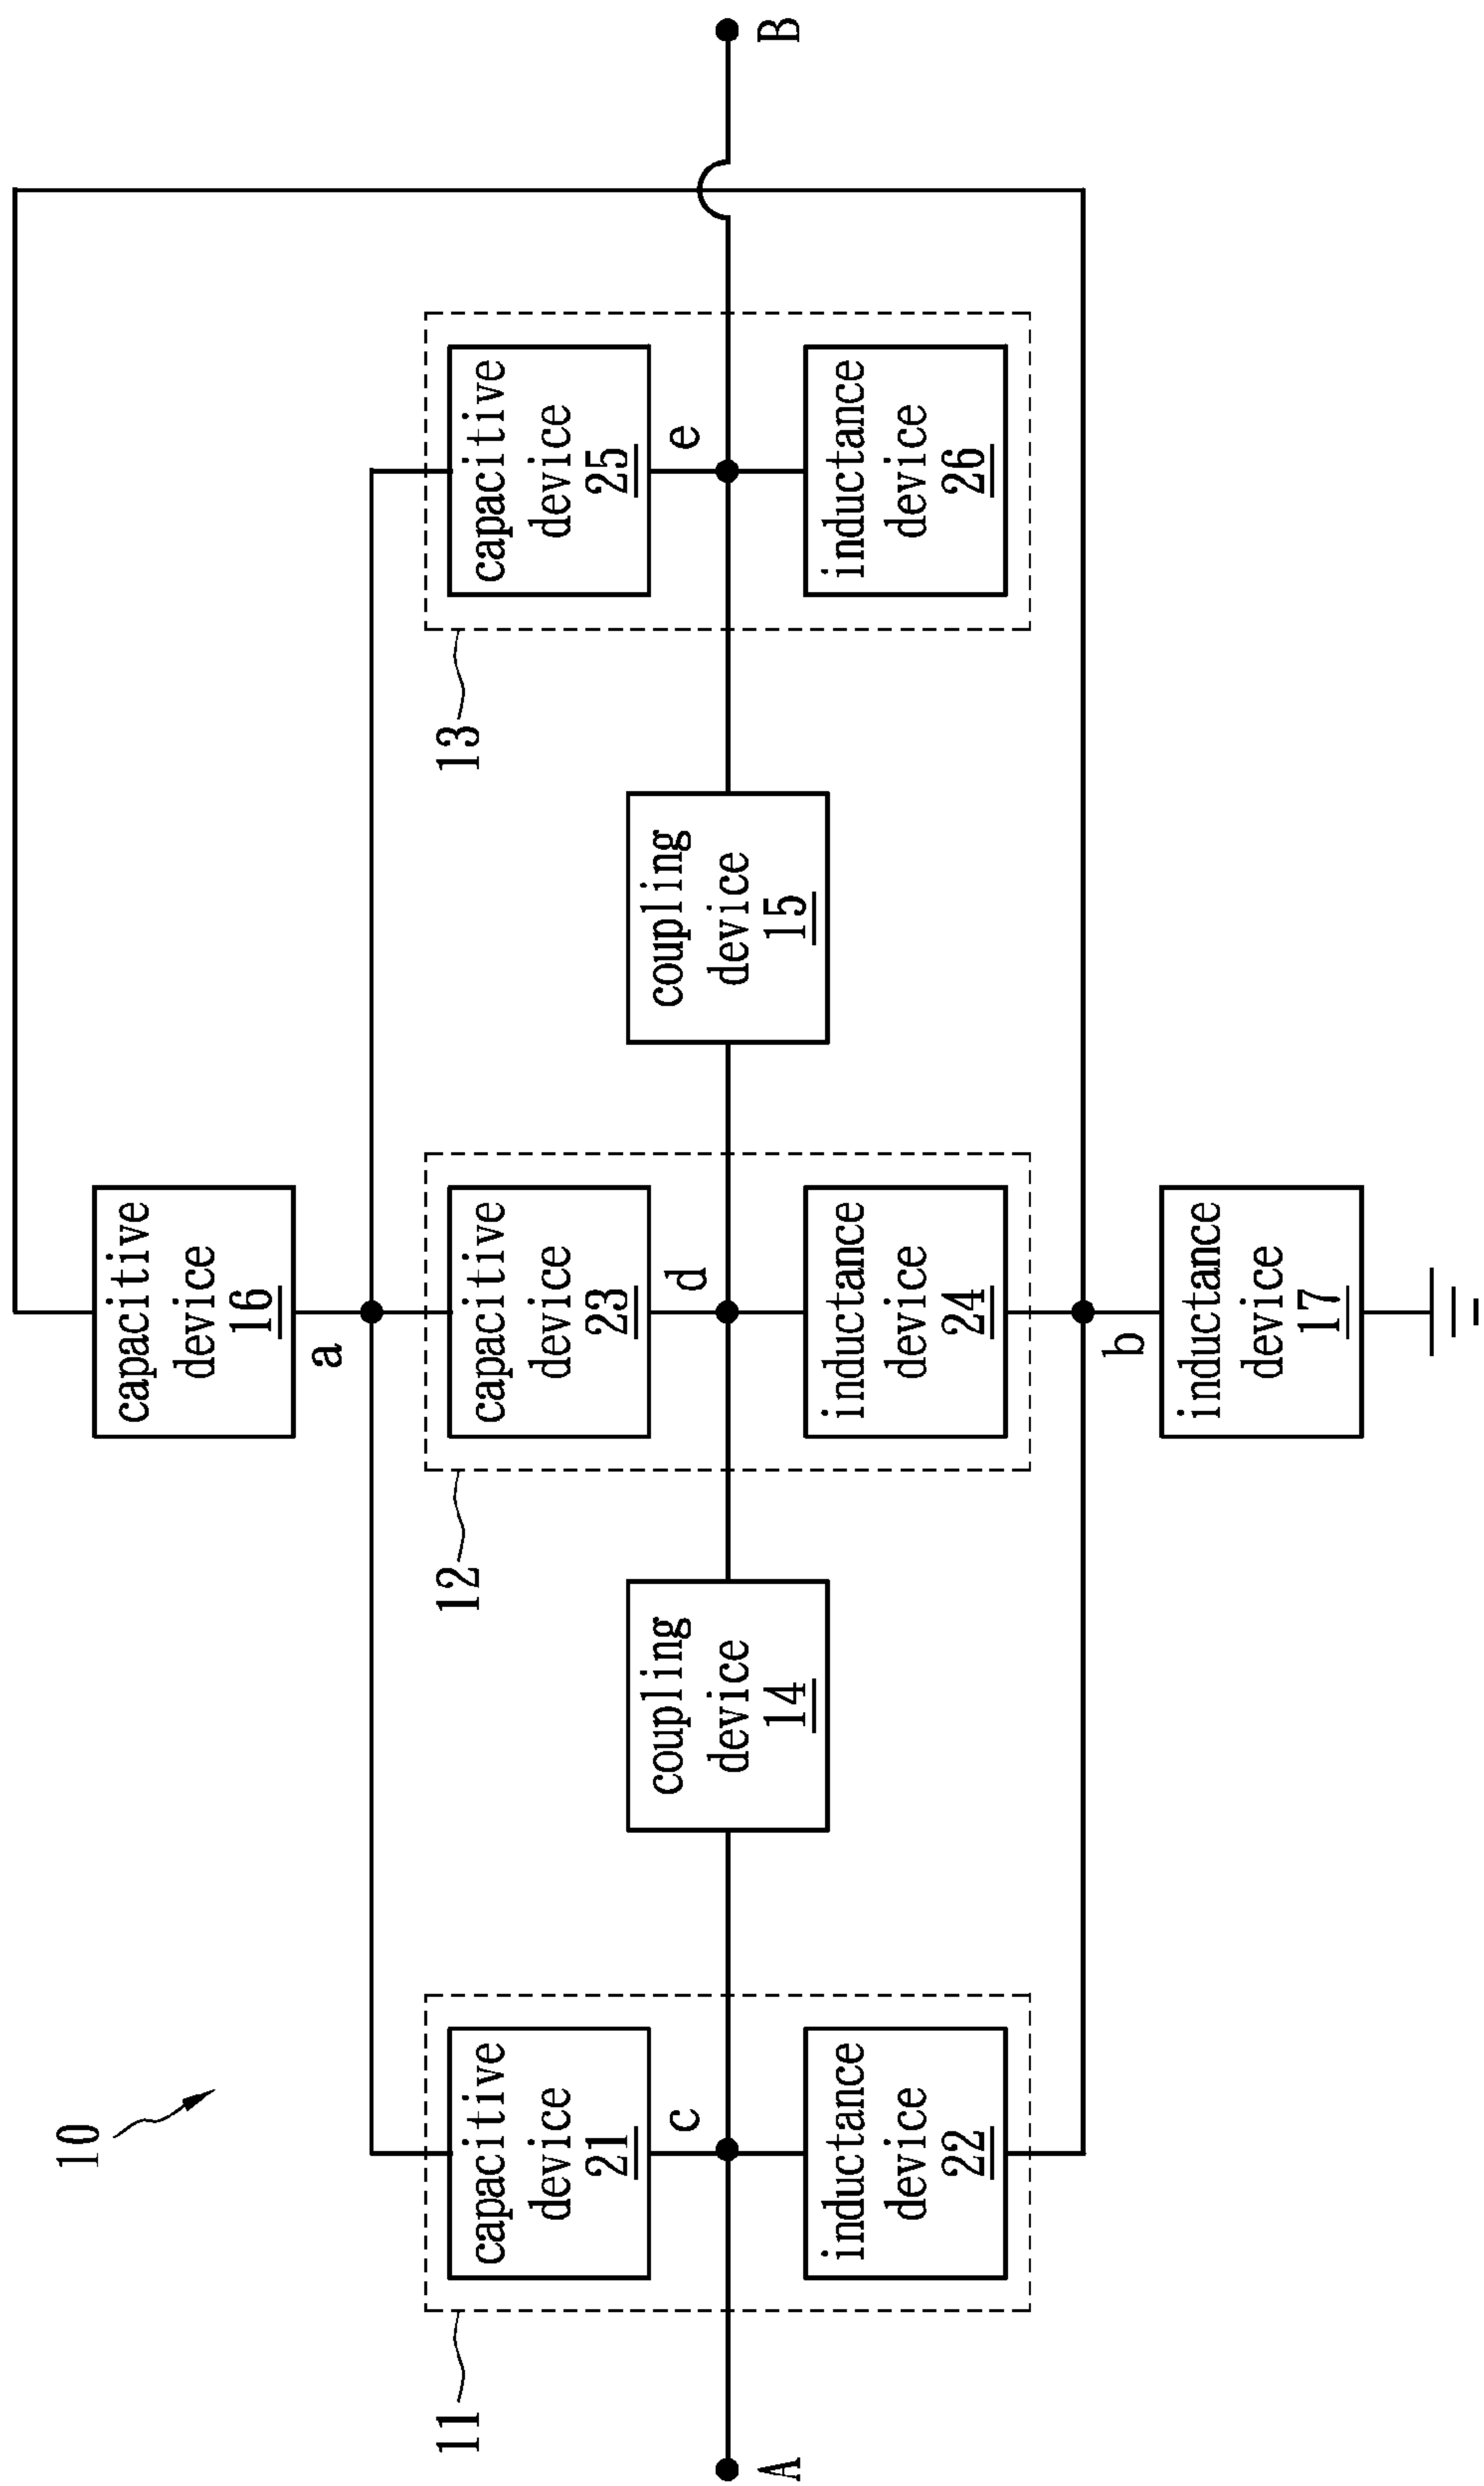 10
capacitive
device
16
a
11
12
13
capacitive
device
21
capacitive
device
23
capacitive
device
25
c
d
e
A
coupling
device
14
coupling
device
15
B
inductance
device
22
inductance
device
24
inductance
device
26
b
inductance
device
17